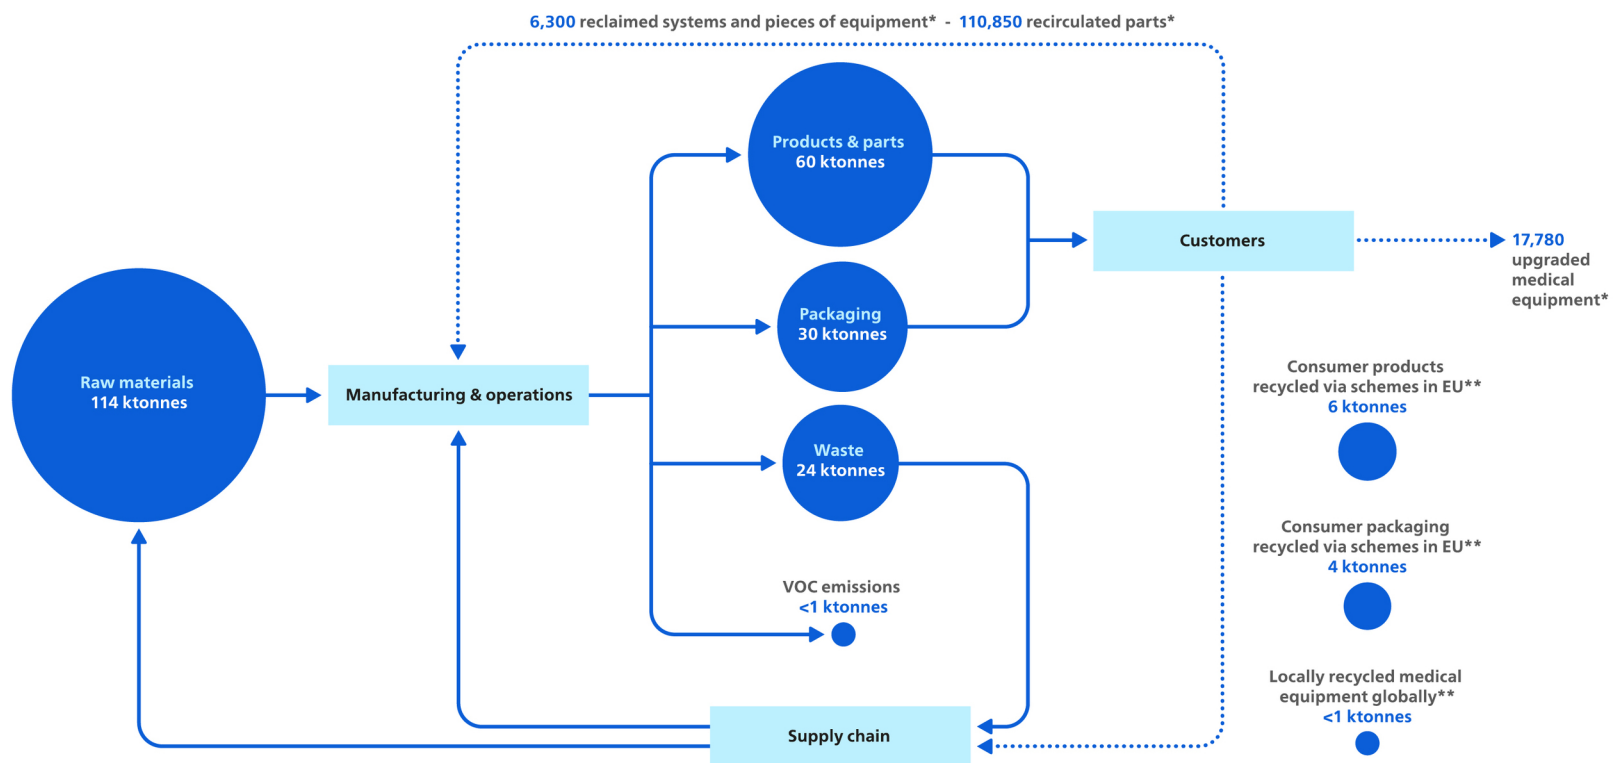 6,300 reclaimed systems and pieces of equipment* - 110,850 recirculated parts*
Products & parts
60 ktonnes
Customers
17,780
upgraded
medical
equipment*
Packaging
30 ktonnes
Raw materials
114 ktonnes
Manufacturing & operations
Consumer products
recycled via schemes in EU**
6 ktonnes
Waste
24 ktonnes
Consumer packaging
recycled via schemes in EU**
4 ktonnes
VOC emissions
<1 ktonnes
Locally recycled medical
equipment globally**
<1 ktonnes
Supply chain